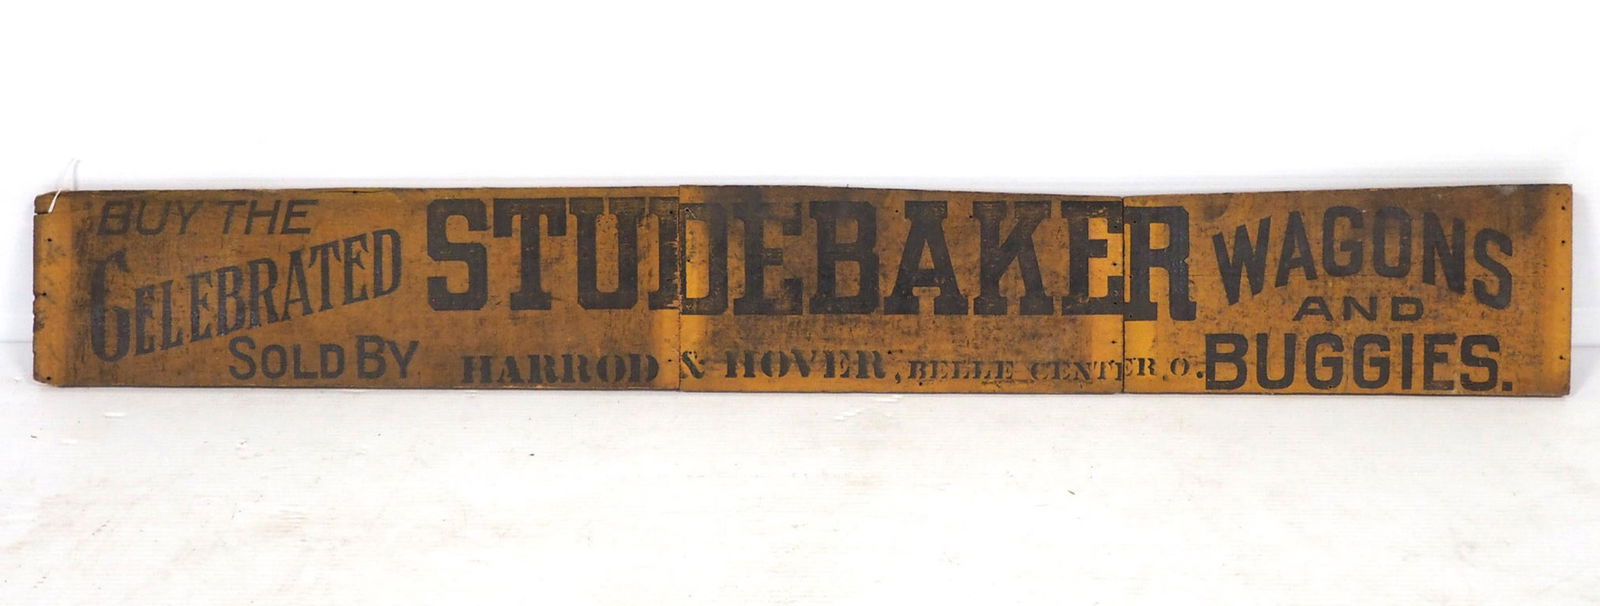 BUY THE
CELEBRATED
STUDEBAKER
WAGONS
AND
BUGGIES.
SOLD BY HARROD & HOVER, BELLE CENTER, O.